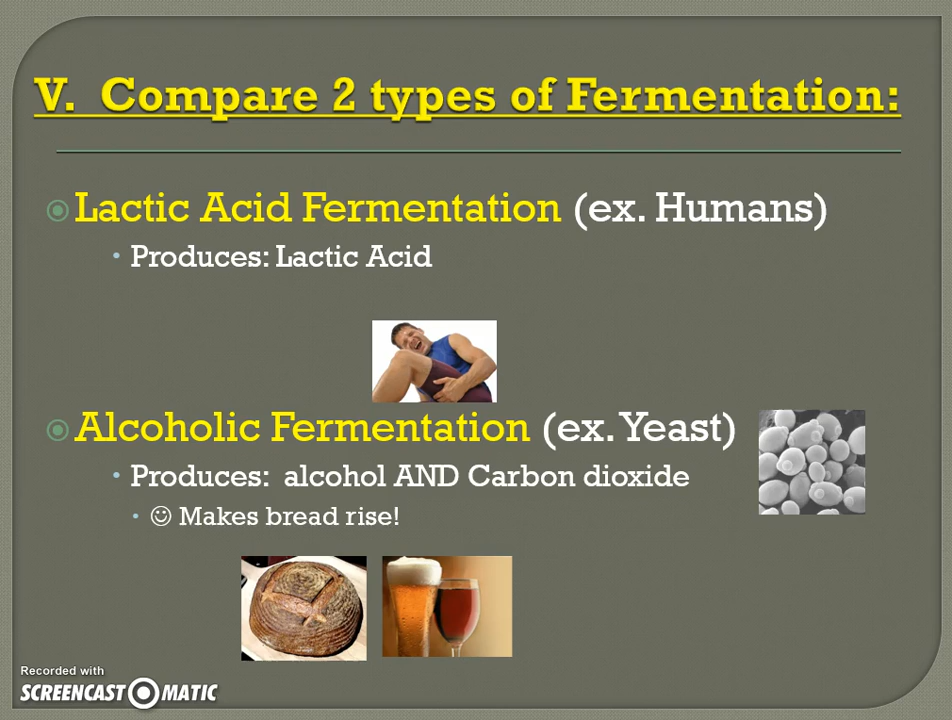 V. Compare 2 types of Fermentation:
Lactic Acid Fermentation (ex. Humans)
Produces: Lactic Acid
Alcoholic Fermentation (ex. Yeast)
Produces: alcohol AND Carbon dioxide
☺ Makes bread rise!
Recorded with
SCREENCAST-O-MATIC